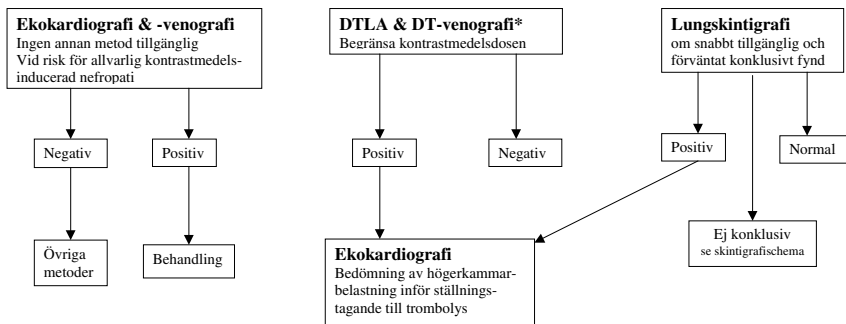 Ekokardiografi & -venografi
Ingen annan metod tillgänglig
Vid risk för allvarlig kontrastmedels-
inducerad nefropati
DTLA & DT-venografi*
Begränsa kontrastmedelsdosen
Lungskintigrafi
om snabbt tillgänglig och
förväntat konklusivt fynd
Negativ
Positiv
Positiv
Negativ
Positiv
Normal
Övriga
metoder
Behandling
Ekokardiografi
Bedömning av högerkammar-
belastning inför ställnings-
tagande till trombolys
Ej konklusiv
se skintigrafischema